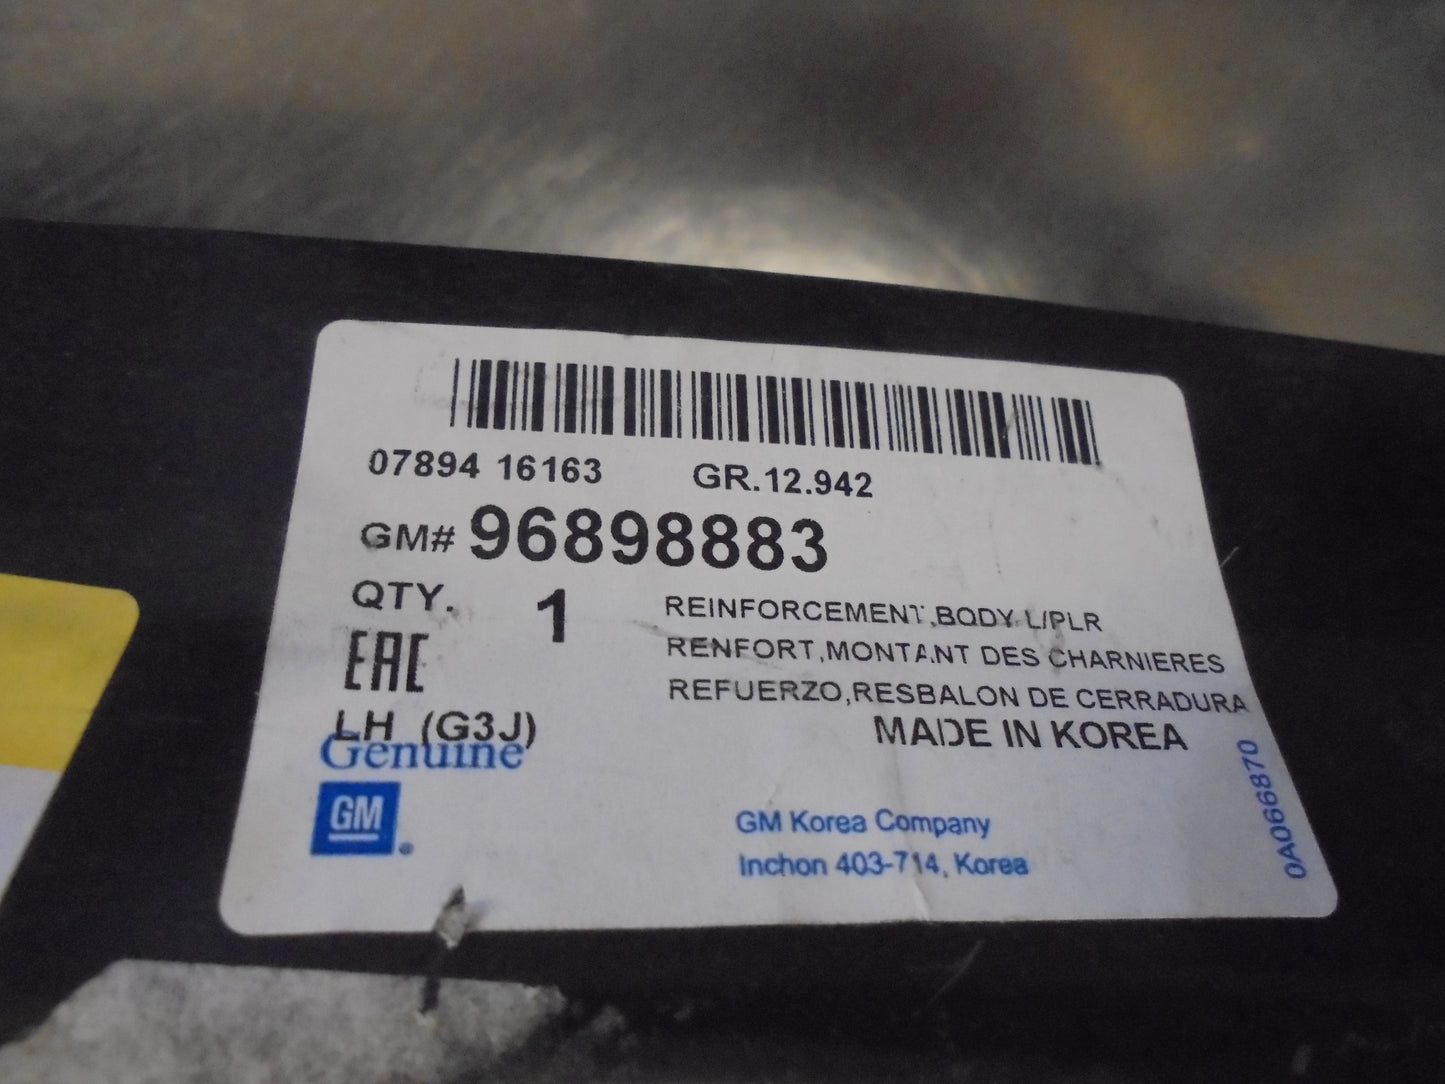 07894 16163 GR.12.942
GM# 96898883
QTY. 1
REINFORCEMENT,BODY L/PLR
RENFORT,MONTANT DES CHARNIERES
REFUERZO,RESBALON DE CERRADURA
EAC
LH (G3J)
MADE IN KOREA
Genuine
GM
GM Korea Company
Inchon 403-714, Korea
0A066870